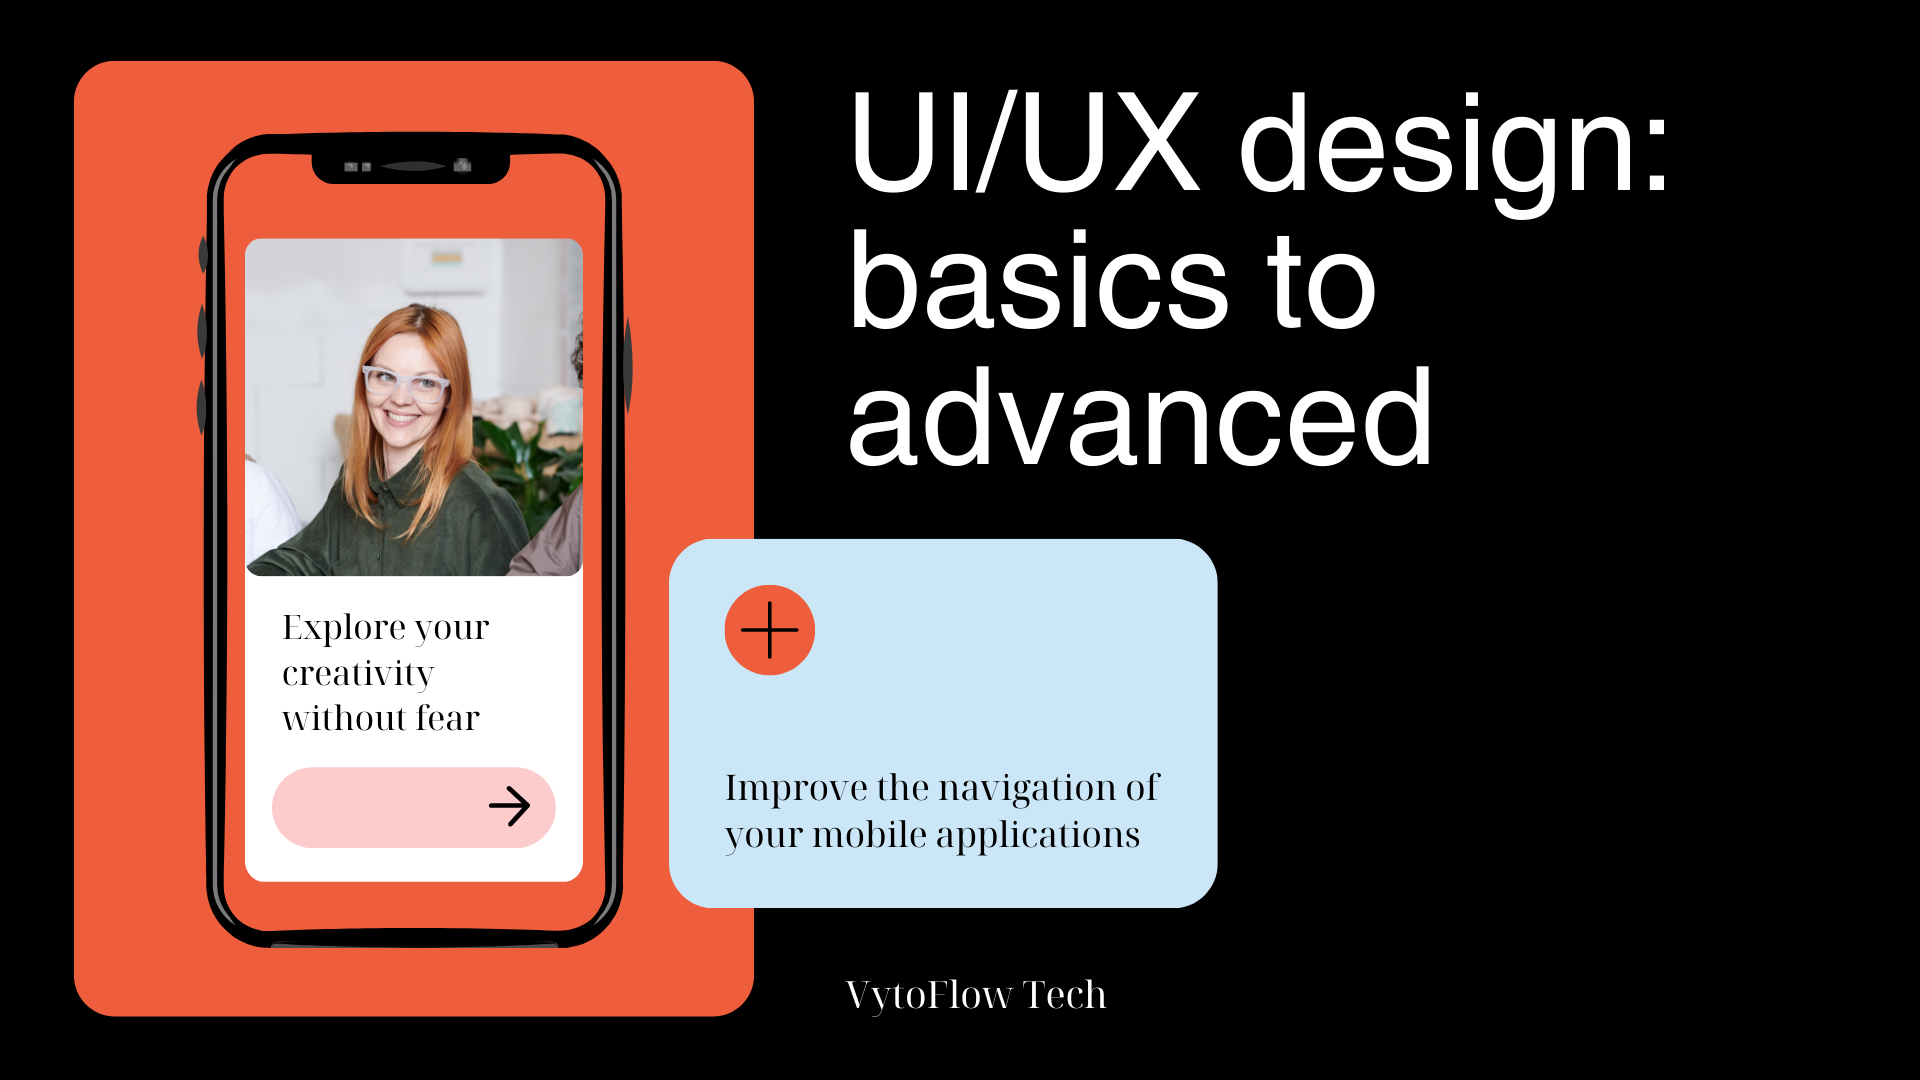 UI/UX design:
basics to
advanced
Explore your
creativity
without fear
Improve the navigation of
your mobile applications
VytoFlow Tech